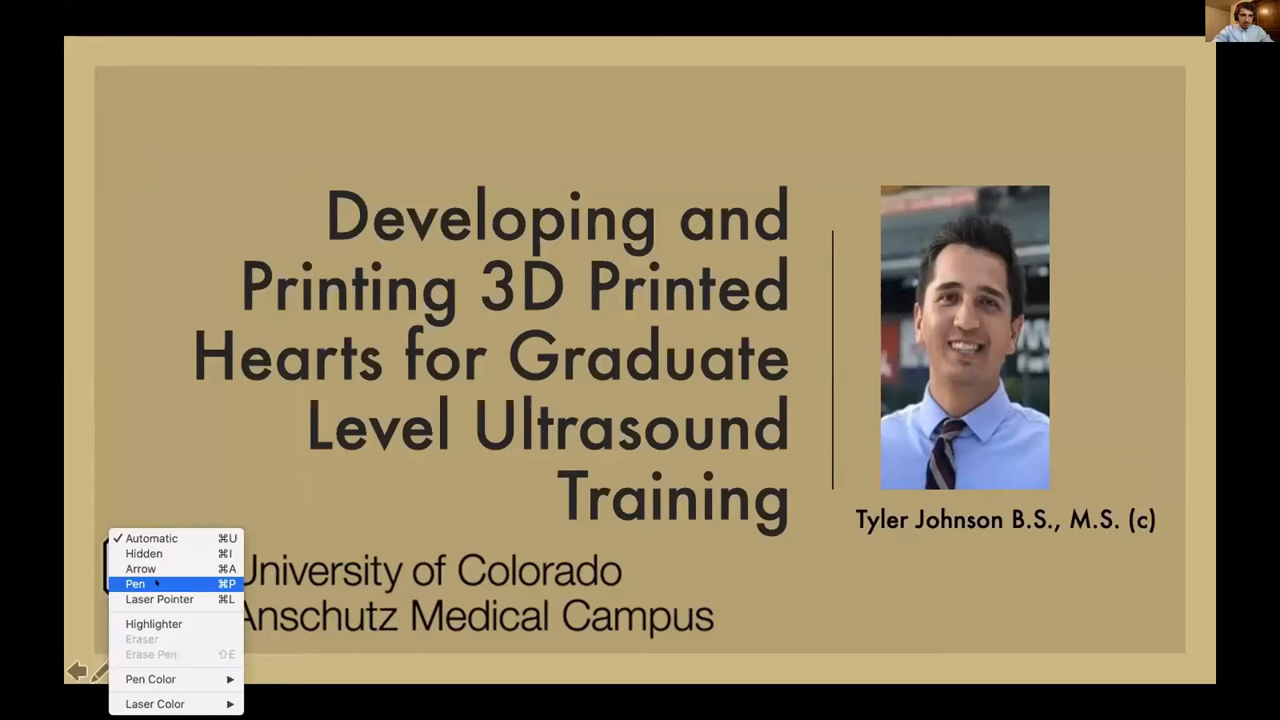 Developing and
Printing 3D Printed
Hearts for Graduate
Level Ultrasound
Training
Tyler Johnson B.S., M.S. (c)
University of Colorado
Anschutz Medical Campus
✓ Automatic ⌘U
Hidden ⌘I
Arrow ⌘A
Pen ⌘P
Laser Pointer ⌘L
Highlighter
Eraser
Erase Pen ⇧E
Pen Color ▶
Laser Color ▶